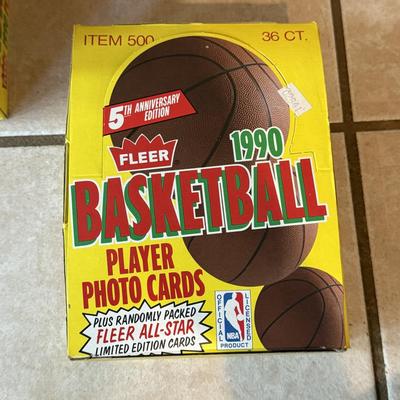 ITEM 500 36 CT.
5TH ANNIVERSARY
EDITION
FLEER
1990
BASKETBALL
PLAYER
PHOTO CARDS
PLUS RANDOMLY PACKED
FLEER ALL-STAR
LIMITED EDITION CARDS
OFFICIAL
LICENSED
NBA
PRODUCT